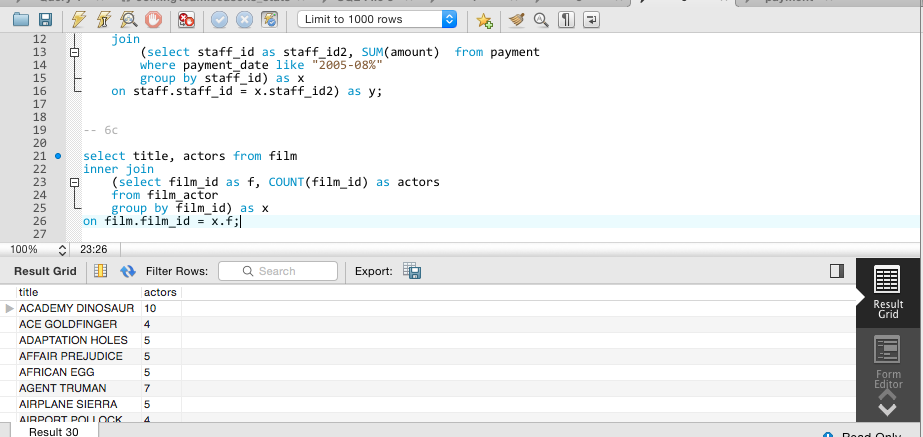 Limit to 1000 rows
12 join
13 (select staff_id as staff_id2, SUM(amount)  from payment
14 where payment_date like "2005-08%"
15 group by staff_id) as x
16 on staff.staff_id = x.staff_id2) as y;
17
18
19 -- 6c
20
21 select title, actors from film
22 inner join
23 (select film_id as f, COUNT(film_id) as actors
24 from film_actor
25 group by film_id) as x
26 on film.film_id = x.f;
27
100% 23:26
Result Grid Filter Rows: Search Export:
title actors
ACADEMY DINOSAUR 10
ACE GOLDFINGER 4
ADAPTATION HOLES 5
AFFAIR PREJUDICE 5
AFRICAN EGG 5
AGENT TRUMAN 7
AIRPLANE SIERRA 5
AIRPORT POLLOCK 4
Result
Grid
Form
Editor
Result 30
Read Only